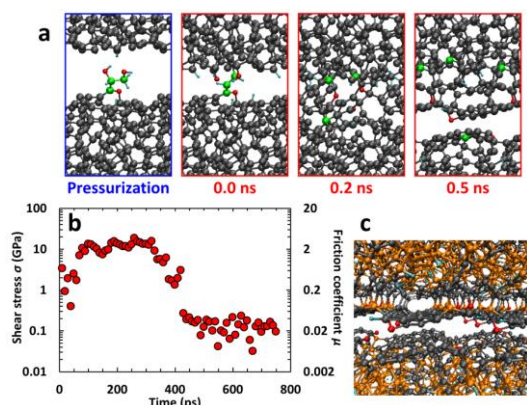 a
Pressurization 0.0 ns 0.2 ns 0.5 ns
b
c
Shear stress σ (GPa)
100
10
1
0.1
0.01
0 200 400 600 800
Time (ns)
20
2
0.2
0.02
0.002
Friction coefficient μ